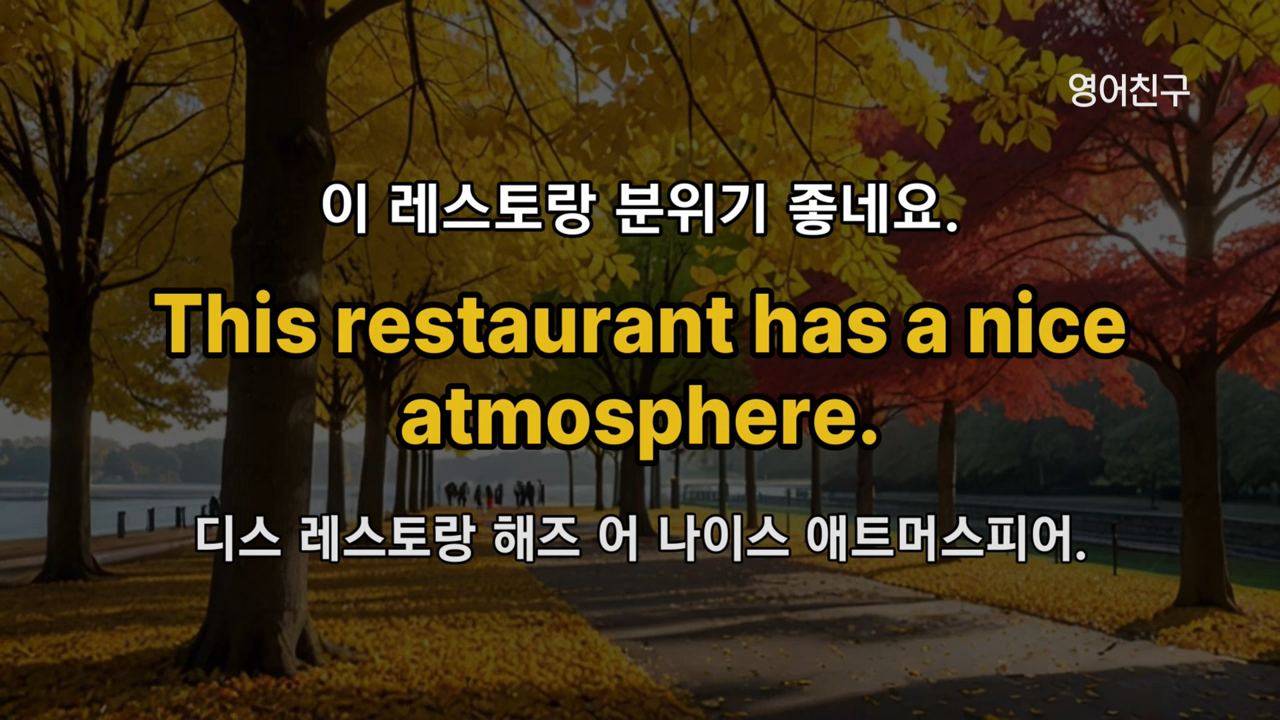 영어친구
이 레스토랑 분위기 좋네요.
This restaurant has a nice
atmosphere.
디스 레스토랑 해즈 어 나이스 애트머스피어.